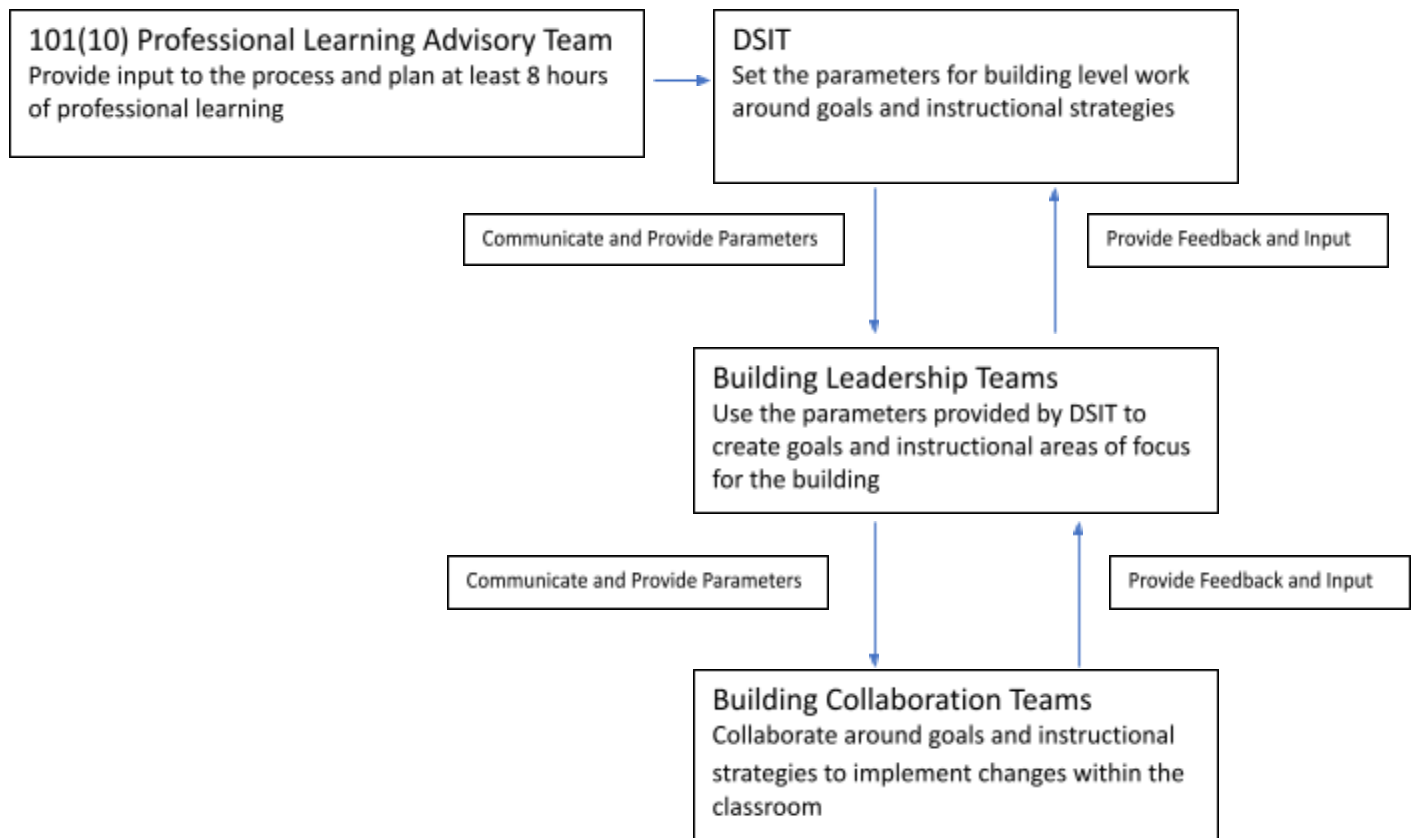 101(10) Professional Learning Advisory Team
Provide input to the process and plan at least 8 hours
of professional learning
DSIT
Set the parameters for building level work
around goals and instructional strategies
Communicate and Provide Parameters
Provide Feedback and Input
Building Leadership Teams
Use the parameters provided by DSIT to
create goals and instructional areas of focus
for the building
Communicate and Provide Parameters
Provide Feedback and Input
Building Collaboration Teams
Collaborate around goals and instructional
strategies to implement changes within the
classroom